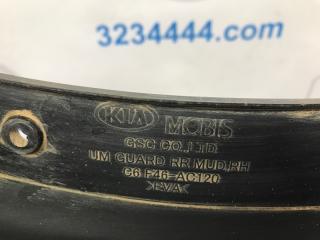 3234444.com
KIA MOBIS
GSC CO.,LTD
UM GUARD RR.MUD,RH
C6 F46-AC120
>EVA<